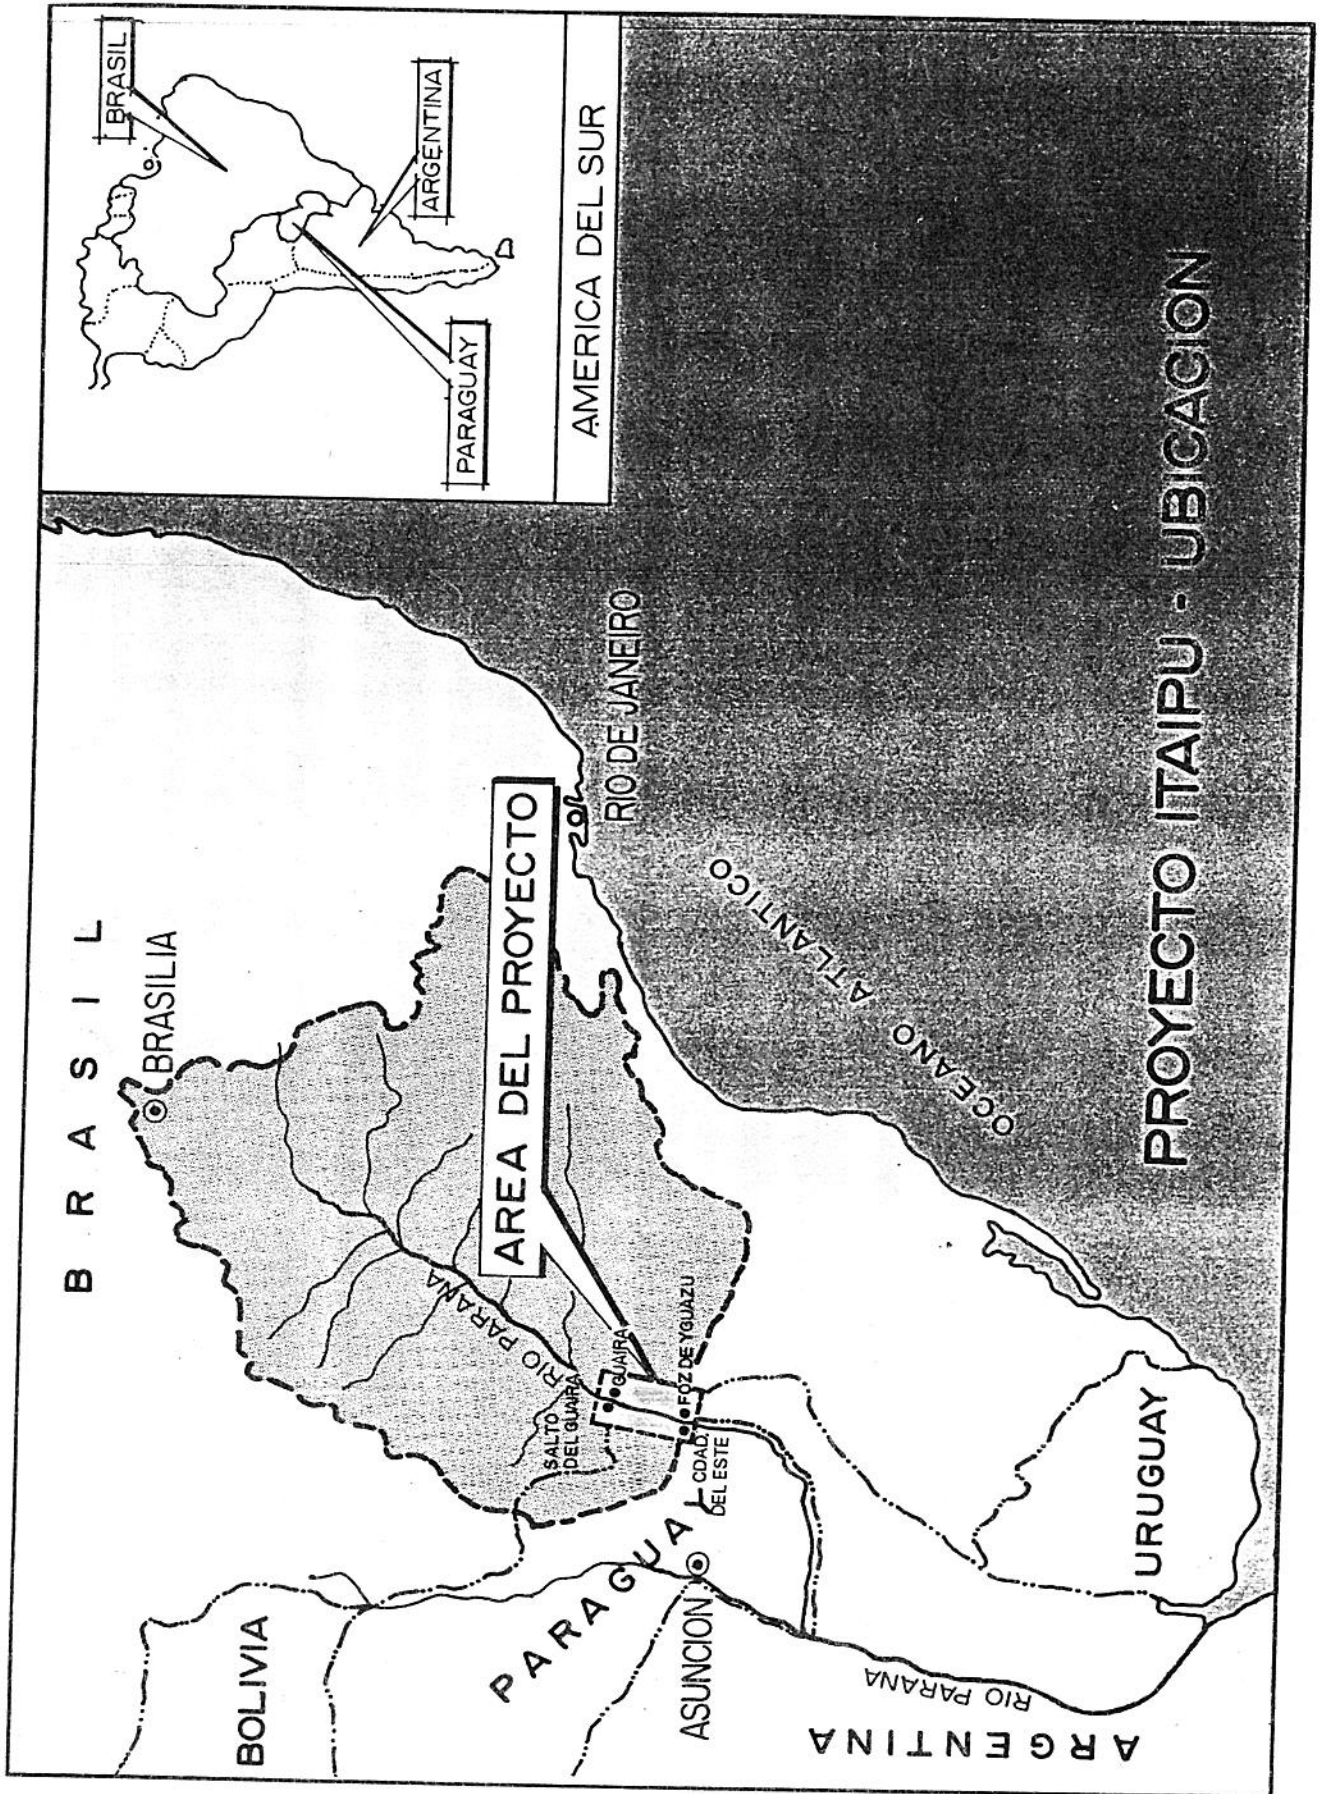 BRASIL
ARGENTINA
PARAGUAY
AMERICA DEL SUR
BRASIL
BRASILIA
RIO DE JANEIRO
AREA DEL PROYECTO
RIO PARANA
SALTO
DEL GUAIRA
GUAIRA
FOZ DE YGUAZU
CDAD.
DEL ESTE
BOLIVIA
PARAGUAY
ASUNCION
RIO PARANA
ARGENTINA
URUGUAY
OCEANO ATLANTICO
PROYECTO ITAIPU - UBICACION